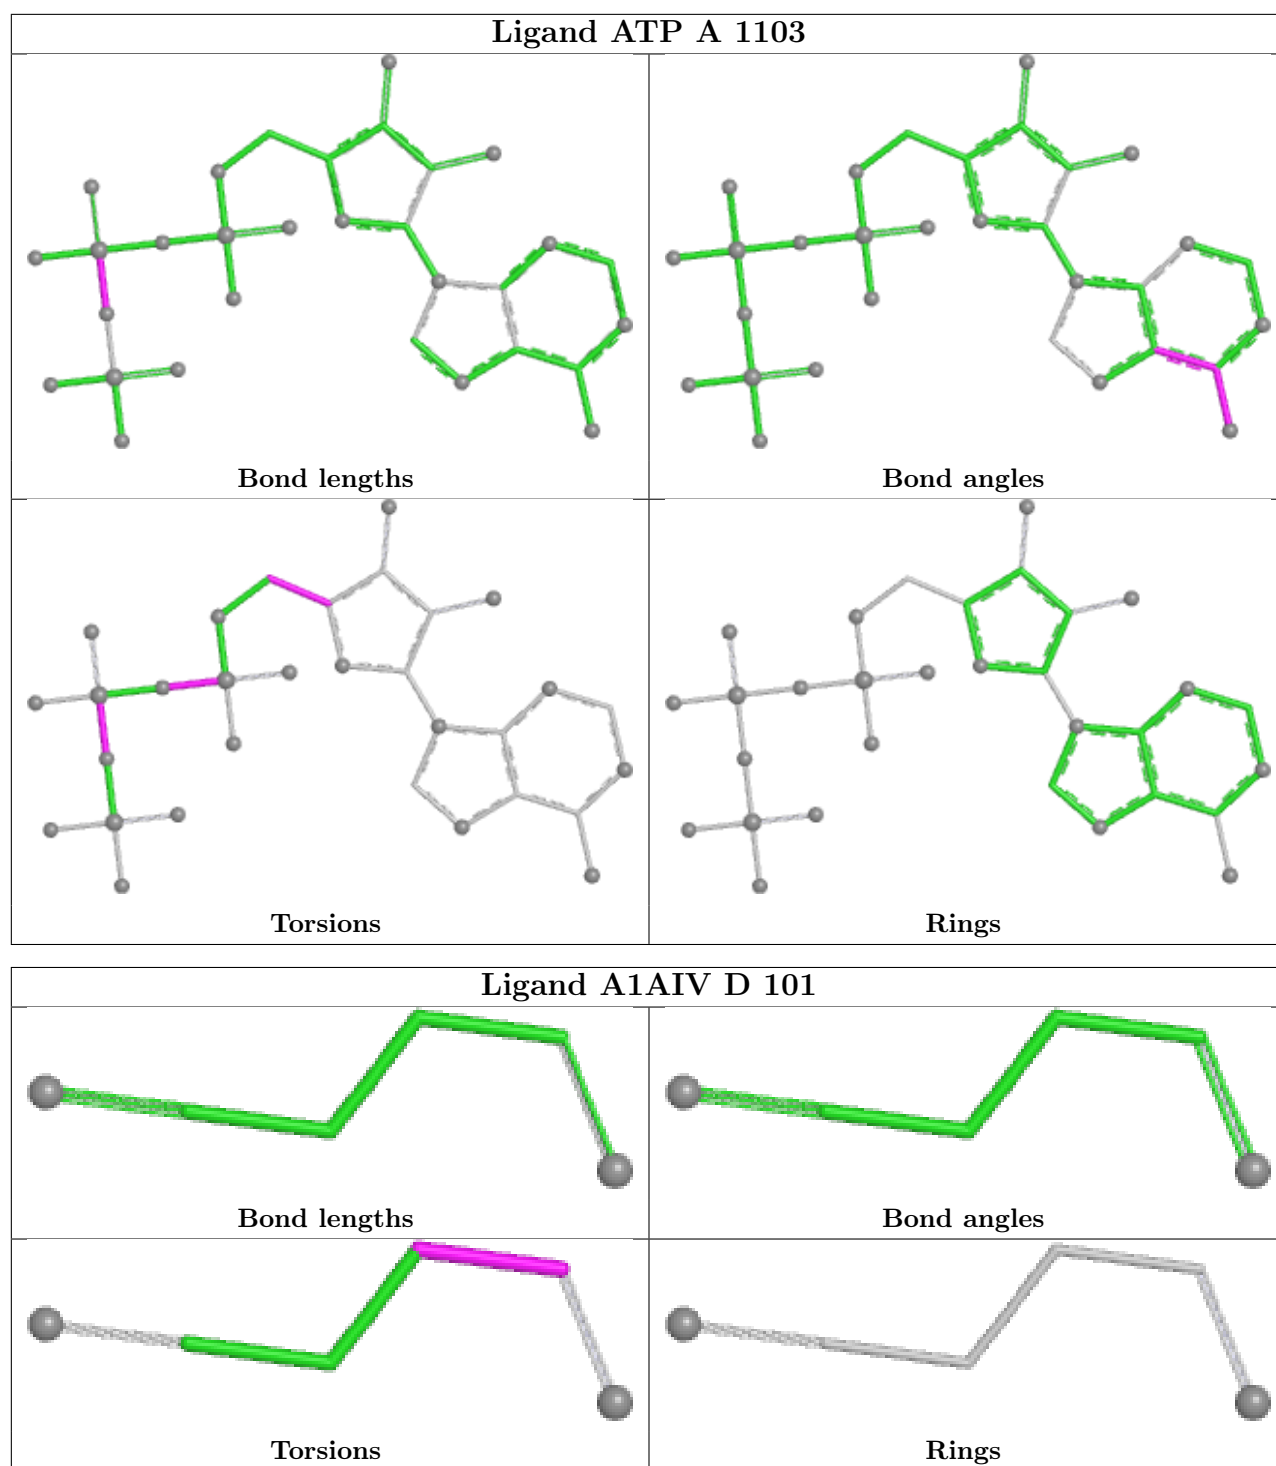 Ligand ATP A 1103
Bond lengths
Bond angles
Torsions
Rings
Ligand A1AIV D 101
Bond lengths
Bond angles
Torsions
Rings